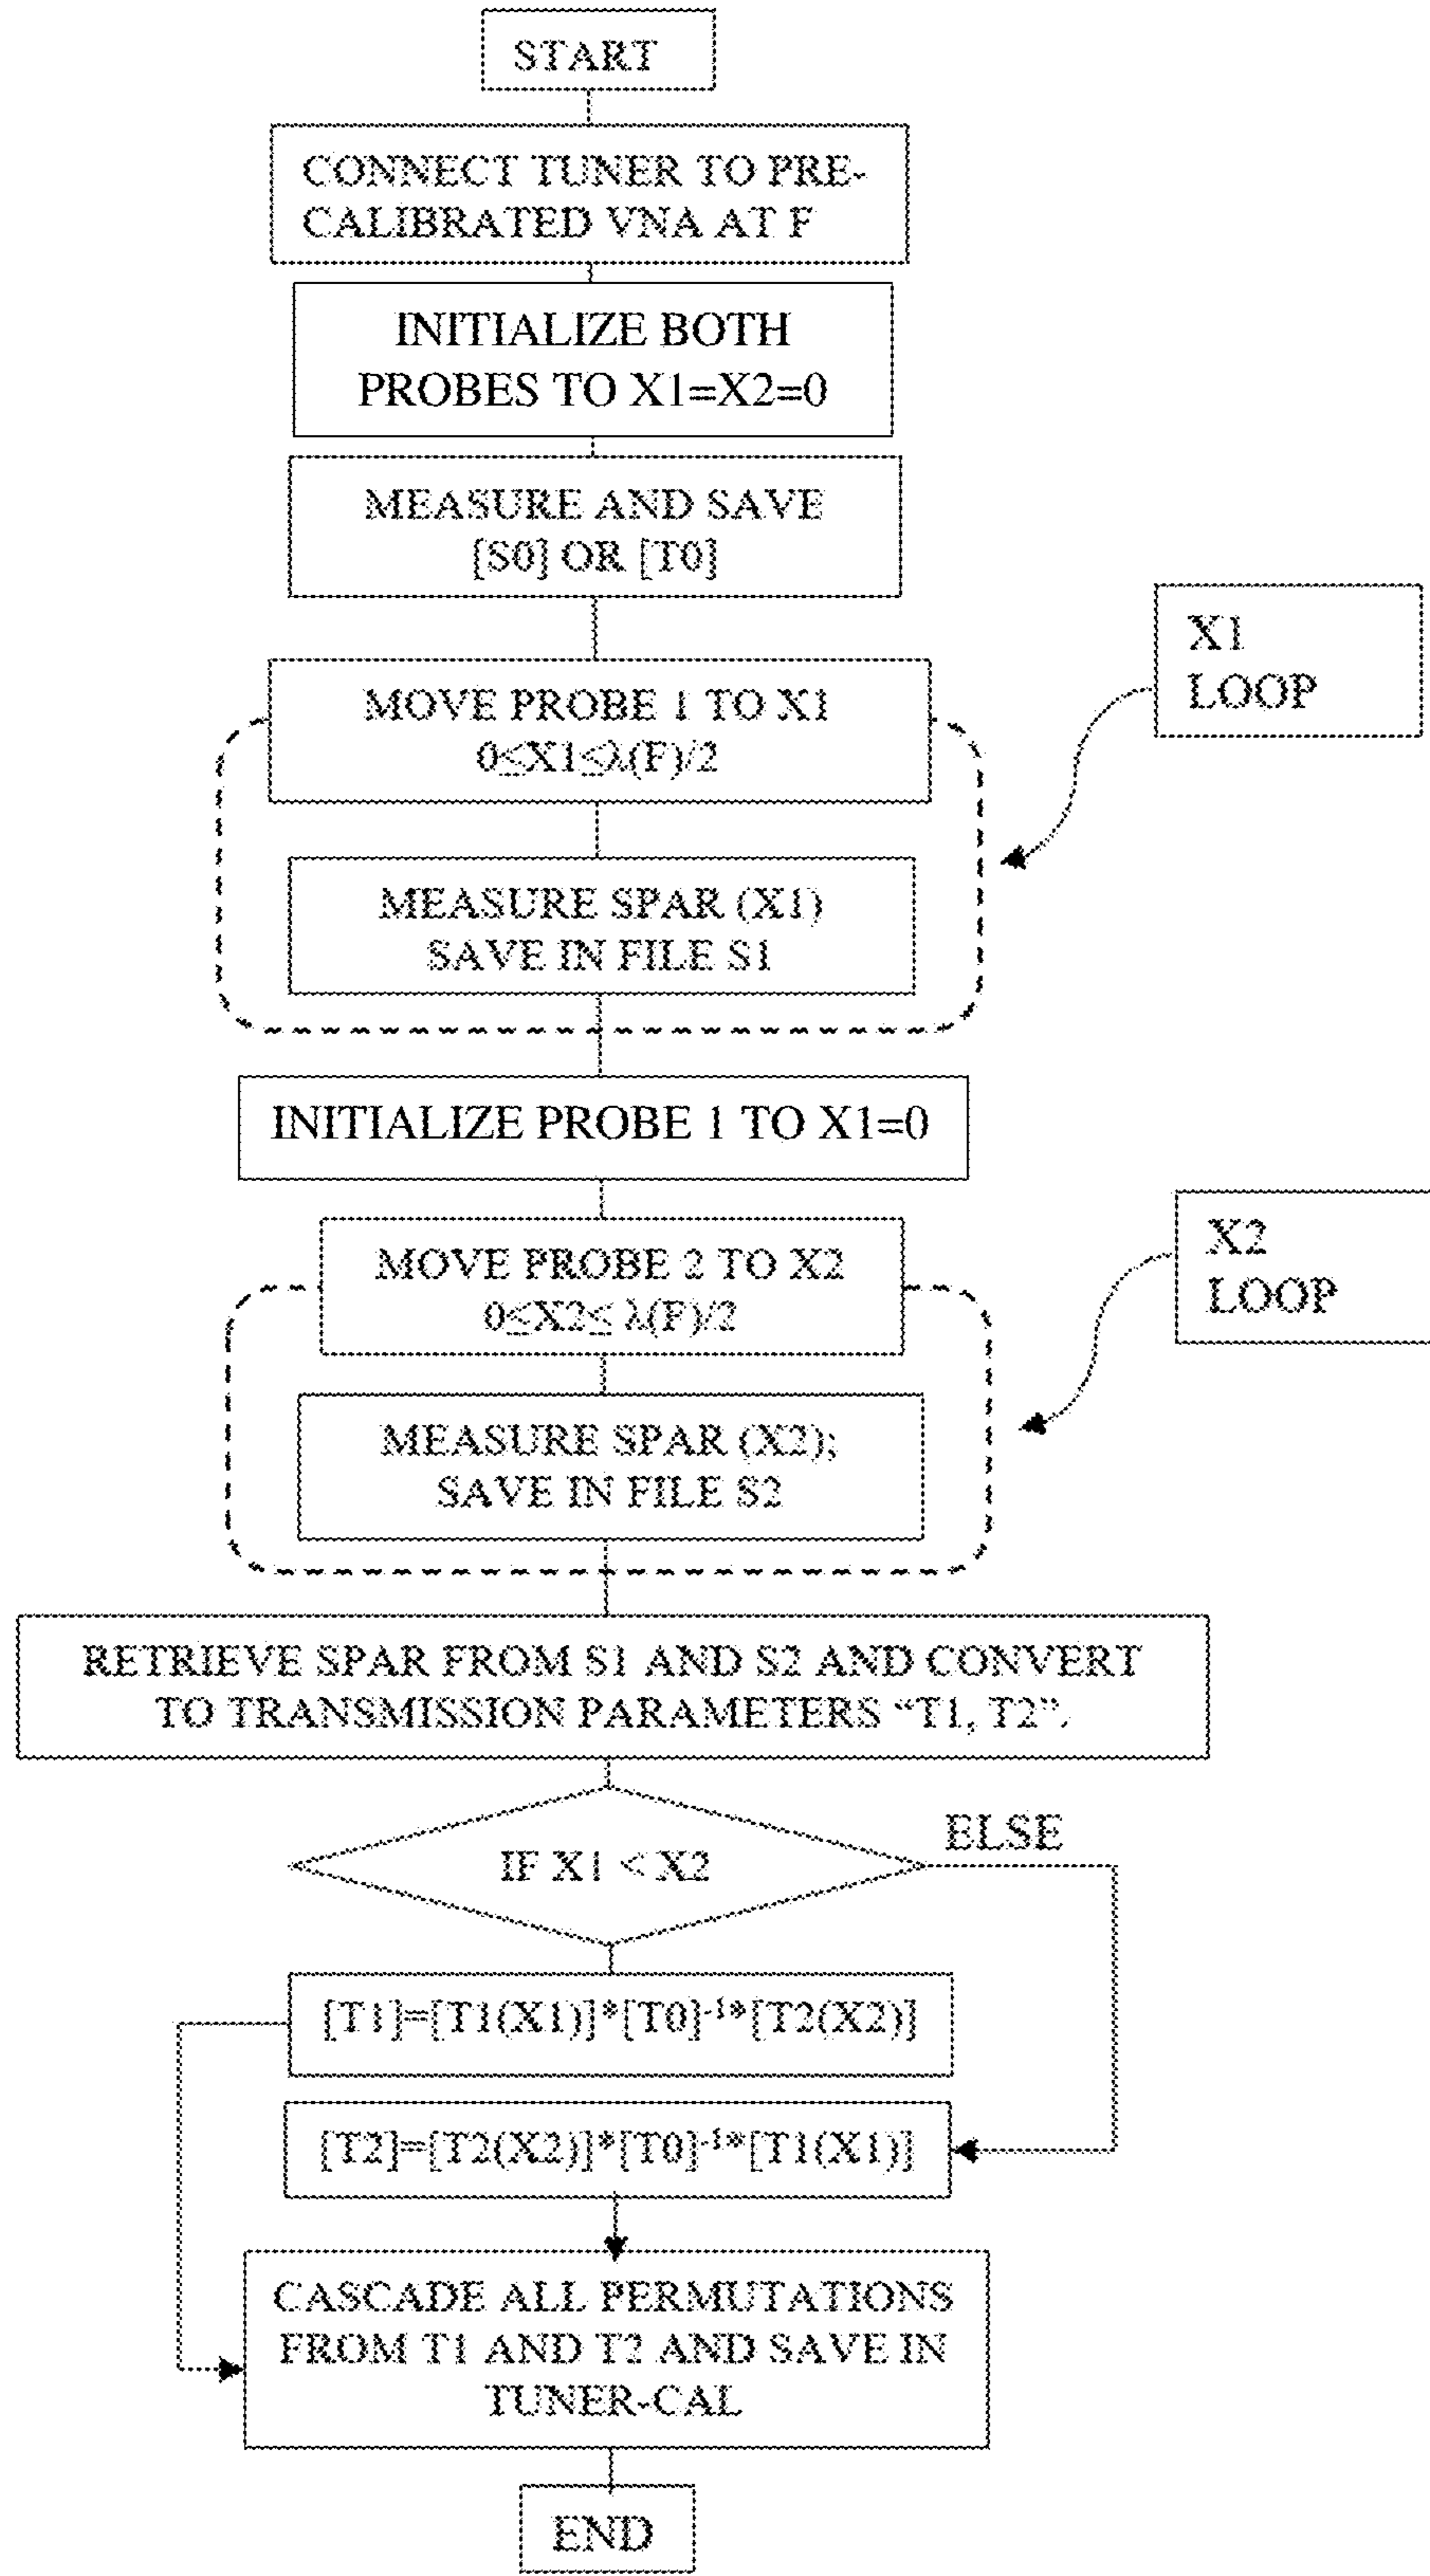 START
CONNECT TUNER TO PRE-
CALIBRATED VNA AT F
INITIALIZE BOTH
PROBES TO X1=X2=0
MEASURE AND SAVE
[S0] OR [T0]
X1
LOOP
MOVE PROBE 1 TO X1
0≤X1≤λ(F)/2
MEASURE SPAR (X1)
SAVE IN FILE S1
INITIALIZE PROBE 1 TO X1=0
X2
LOOP
MOVE PROBE 2 TO X2
0≤X2≤ λ(F)/2
MEASURE SPAR (X2);
SAVE IN FILE S2
RETRIEVE SPAR FROM S1 AND S2 AND CONVERT
TO TRANSMISSION PARAMETERS “T1, T2”.
ELSE
IF X1 < X2
[T1]=[T1(X1)]*[T0]⁻¹*[T2(X2)]
[T2]=[T2(X2)]*[T0]⁻¹*[T1(X1)]
CASCADE ALL PERMUTATIONS
FROM T1 AND T2 AND SAVE IN
TUNER-CAL
END